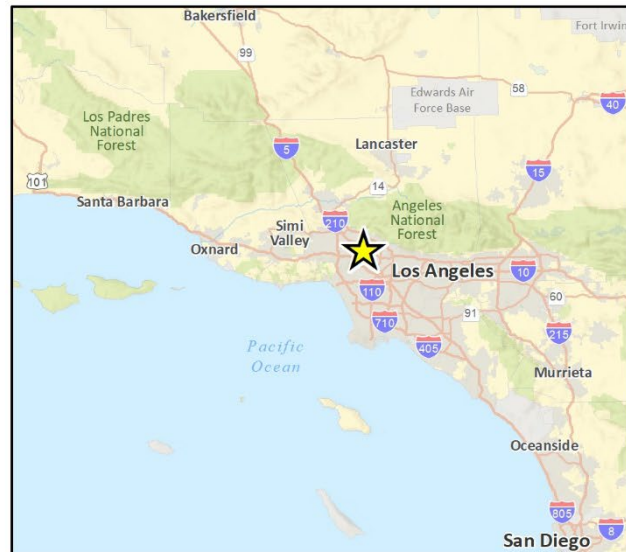 Bakersfield
Fort Irwin
99
58
Edwards Air
Force Base
40
Los Padres
National
Forest
5
Lancaster
15
101
14
Santa Barbara
210
Angeles
National
Forest
Simi
Valley
Oxnard
Los Angeles
10
110
60
91
710
215
405
Pacific
Ocean
Murrieta
Oceanside
805
8
San Diego